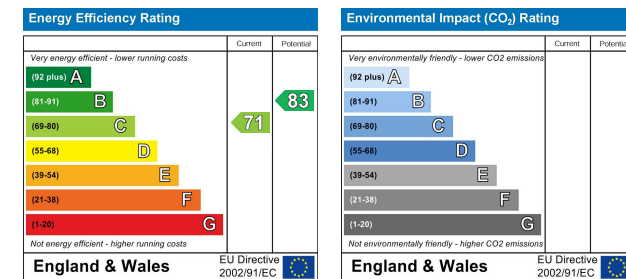 Energy Efficiency Rating
Current Potential
Very energy efficient - lower running costs
(92 plus) A
(81-91) B
83
(69-80) C
71
(55-68) D
(39-54) E
(21-38) F
(1-20) G
Not energy efficient - higher running costs
England & Wales
EU Directive
2002/91/EC
Environmental Impact (CO₂) Rating
Current Potential
Very environmentally friendly - lower CO2 emissions
(92 plus) A
(81-91) B
(69-80) C
(55-68) D
(39-54) E
(21-38) F
(1-20) G
Not environmentally friendly - higher CO2 emissions
England & Wales
EU Directive
2002/91/EC